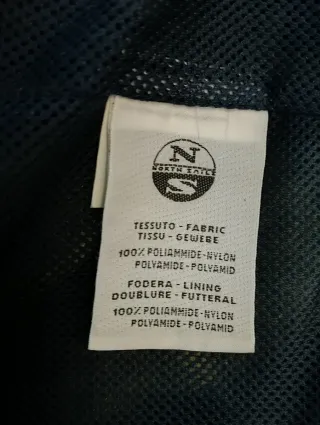 N
NORTH SAILS
S
TESSUTO - FABRIC
TISSU - GEWEBE
100% POLIAMMIDE-NYLON
POLYAMIDE-POLYAMID
FODERA - LINING
DOUBLURE - FUTTERAL
100% POLIAMMIDE-NYLON
POLYAMIDE-POLYAMID